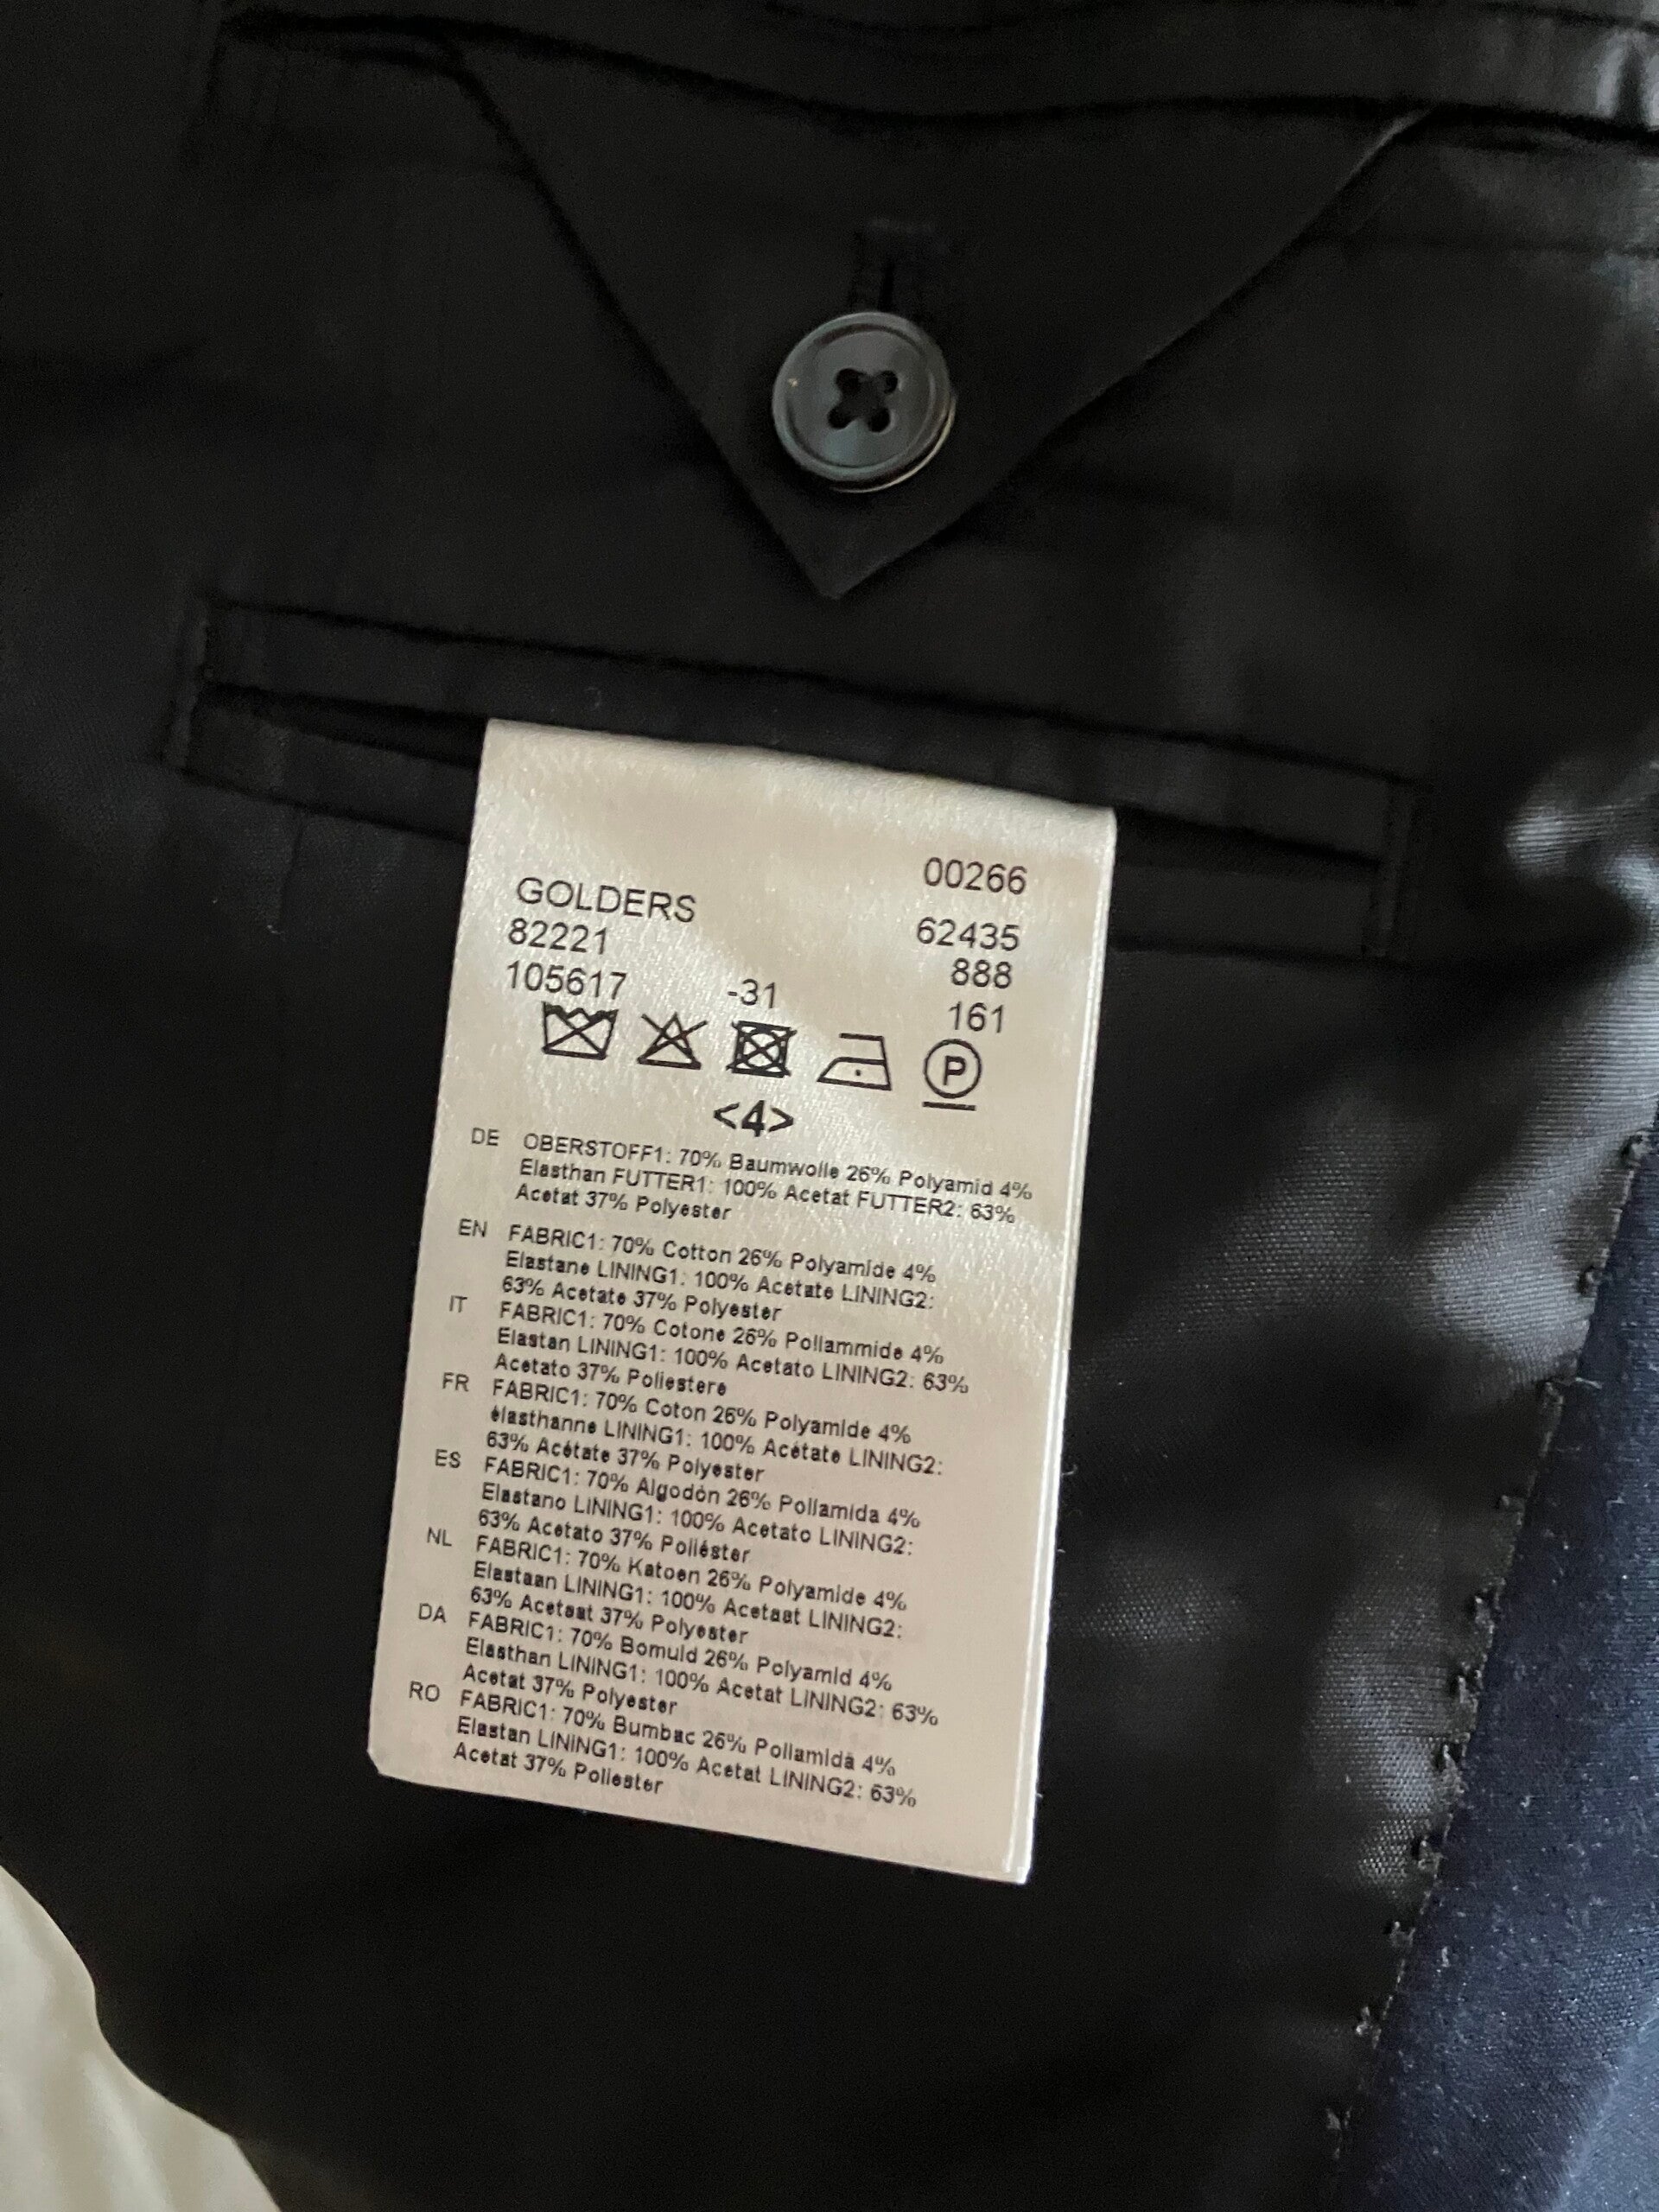 00266
GOLDERS
62435
82221
888
105617 -31
161
P
<4>
DE OBERSTOFF1: 70% Baumwolle 26% Polyamid 4%
Elasthan FUTTER1: 100% Acetat FUTTER2: 63%
Acetat 37% Polyester
EN FABRIC1: 70% Cotton 26% Polyamide 4%
Elastane LINING1: 100% Acetate LINING2:
63% Acetate 37% Polyester
IT FABRIC1: 70% Cotone 26% Poliammide 4%
Elastan LINING1: 100% Acetato LINING2: 63%
Acetato 37% Poliestere
FR FABRIC1: 70% Coton 26% Polyamide 4%
élasthanne LINING1: 100% Acétate LINING2:
63% Acétate 37% Polyester
ES FABRIC1: 70% Algodón 26% Poliamida 4%
Elastano LINING1: 100% Acetato LINING2:
63% Acetato 37% Poliéster
NL FABRIC1: 70% Katoen 26% Polyamide 4%
Elastaan LINING1: 100% Acetaat LINING2:
63% Acetaat 37% Polyester
DA FABRIC1: 70% Bomuld 26% Polyamid 4%
Elasthan LINING1: 100% Acetat LINING2: 63%
Acetat 37% Polyester
RO FABRIC1: 70% Bumbac 26% Poliamidă 4%
Elastan LINING1: 100% Acetat LINING2: 63%
Acetat 37% Poliester